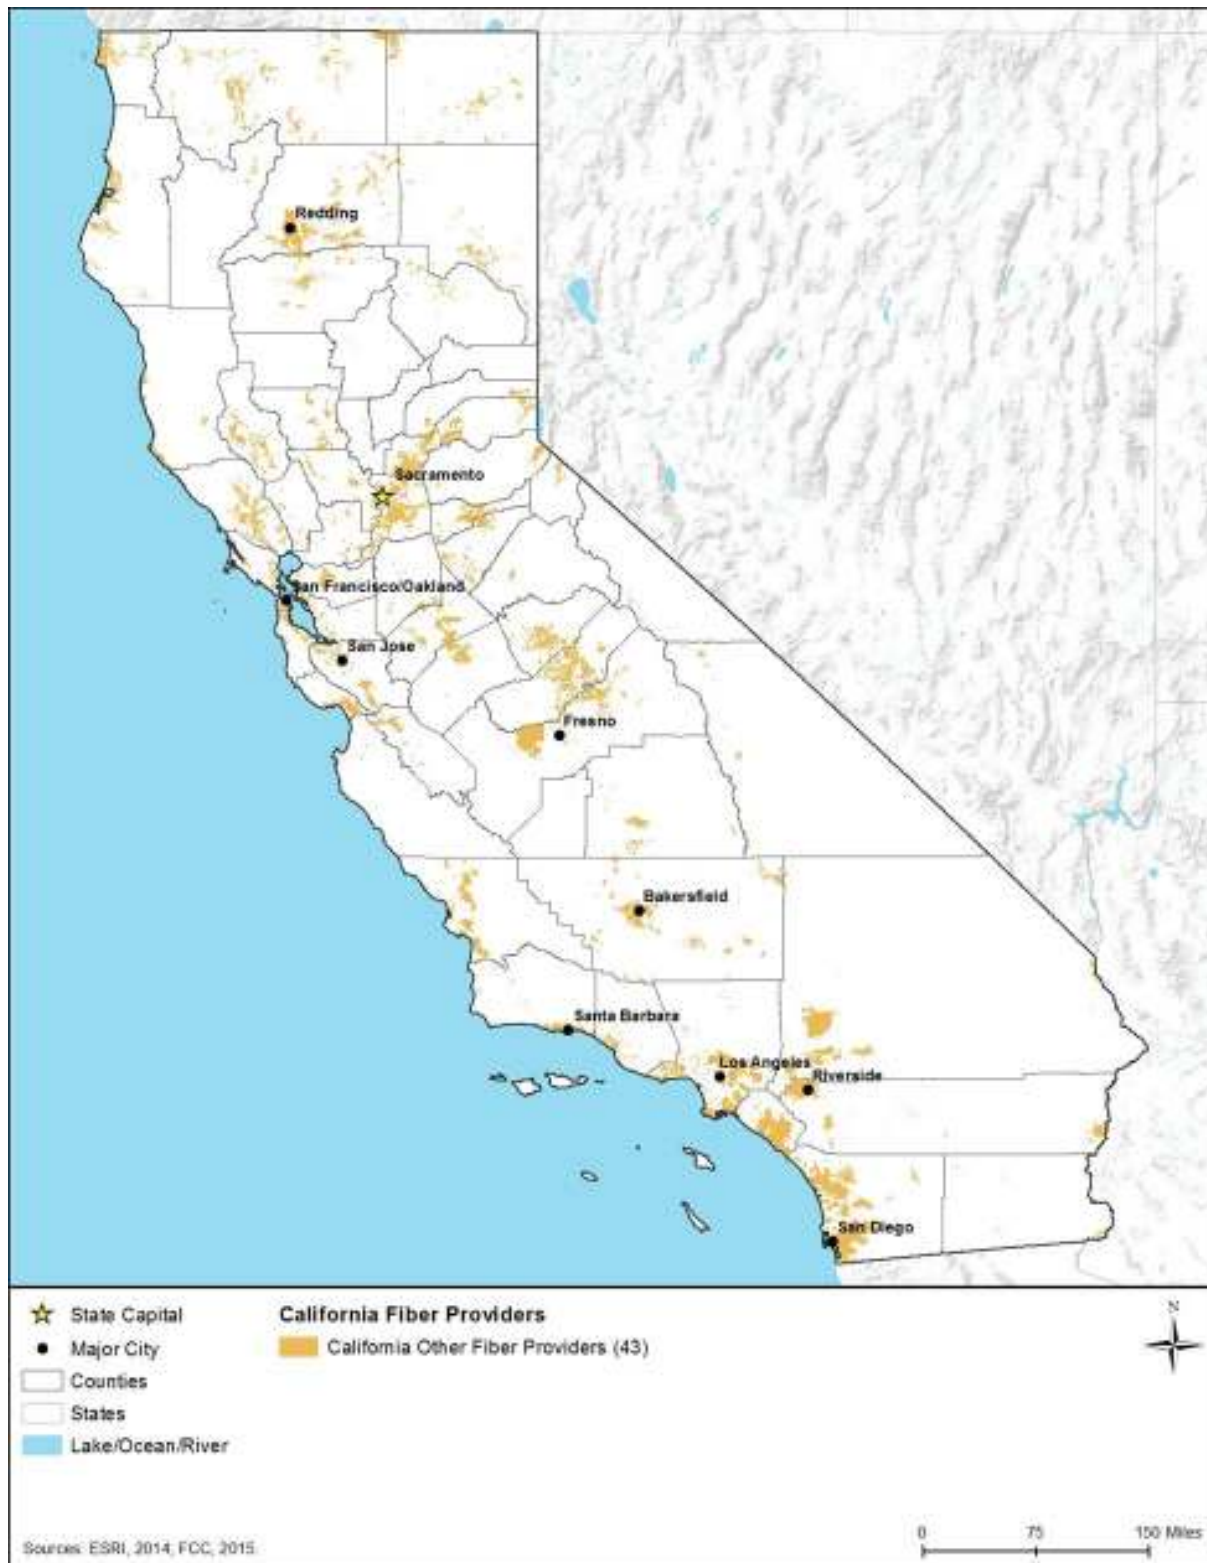 Redding
Sacramento
San Francisco/Oakland
San Jose
Fresno
Bakersfield
Santa Barbara
Los Angeles
Riverside
San Diego
State Capital
Major City
Counties
States
Lake/Ocean/River
California Fiber Providers
California Other Fiber Providers (43)
N
0 75 150 Miles
Sources: ESRI, 2014; FCC, 2015.